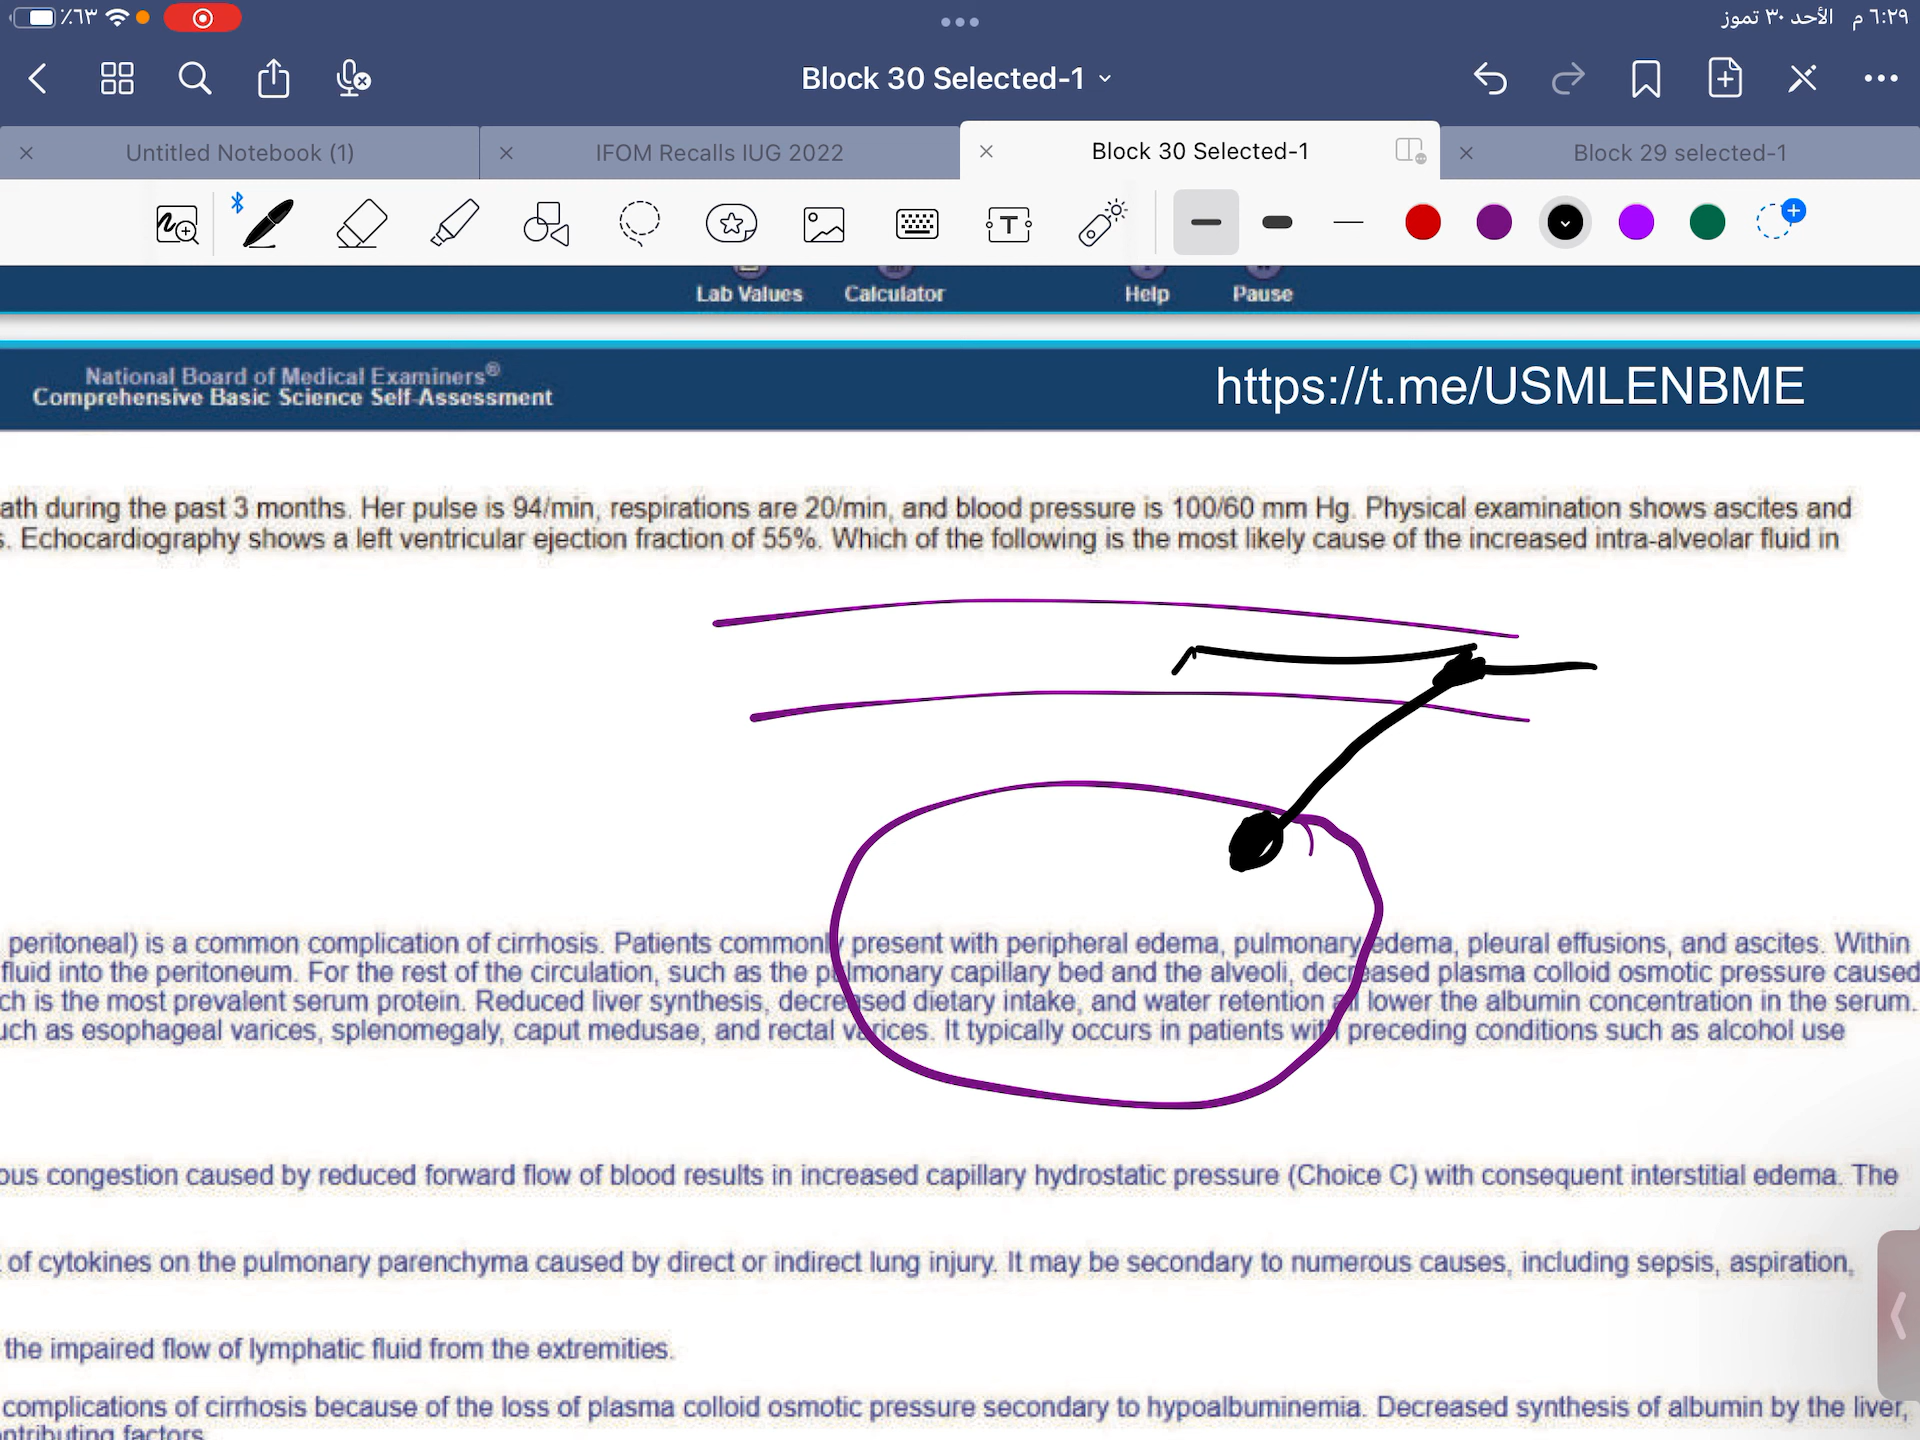 ٪٦٣
٦:٢٩ م الأحد ٣٠ تموز
Block 30 Selected-1
Untitled Notebook (1)
IFOM Recalls IUG 2022
Block 30 Selected-1
Block 29 selected-1
T
Lab Values
Calculator
Help
Pause
National Board of Medical Examiners®
Comprehensive Basic Science Self-Assessment
https://t.me/USMLENBME
ath during the past 3 months. Her pulse is 94/min, respirations are 20/min, and blood pressure is 100/60 mm Hg. Physical examination shows ascites and
s. Echocardiography shows a left ventricular ejection fraction of 55%. Which of the following is the most likely cause of the increased intra-alveolar fluid in
peritoneal) is a common complication of cirrhosis. Patients commonly present with peripheral edema, pulmonary edema, pleural effusions, and ascites. Within
fluid into the peritoneum. For the rest of the circulation, such as the pulmonary capillary bed and the alveoli, decreased plasma colloid osmotic pressure caused
ch is the most prevalent serum protein. Reduced liver synthesis, decreased dietary intake, and water retention all lower the albumin concentration in the serum.
uch as esophageal varices, splenomegaly, caput medusae, and rectal varices. It typically occurs in patients with preceding conditions such as alcohol use
ous congestion caused by reduced forward flow of blood results in increased capillary hydrostatic pressure (Choice C) with consequent interstitial edema. The
of cytokines on the pulmonary parenchyma caused by direct or indirect lung injury. It may be secondary to numerous causes, including sepsis, aspiration,
the impaired flow of lymphatic fluid from the extremities.
complications of cirrhosis because of the loss of plasma colloid osmotic pressure secondary to hypoalbuminemia. Decreased synthesis of albumin by the liver,
ntributing factors.